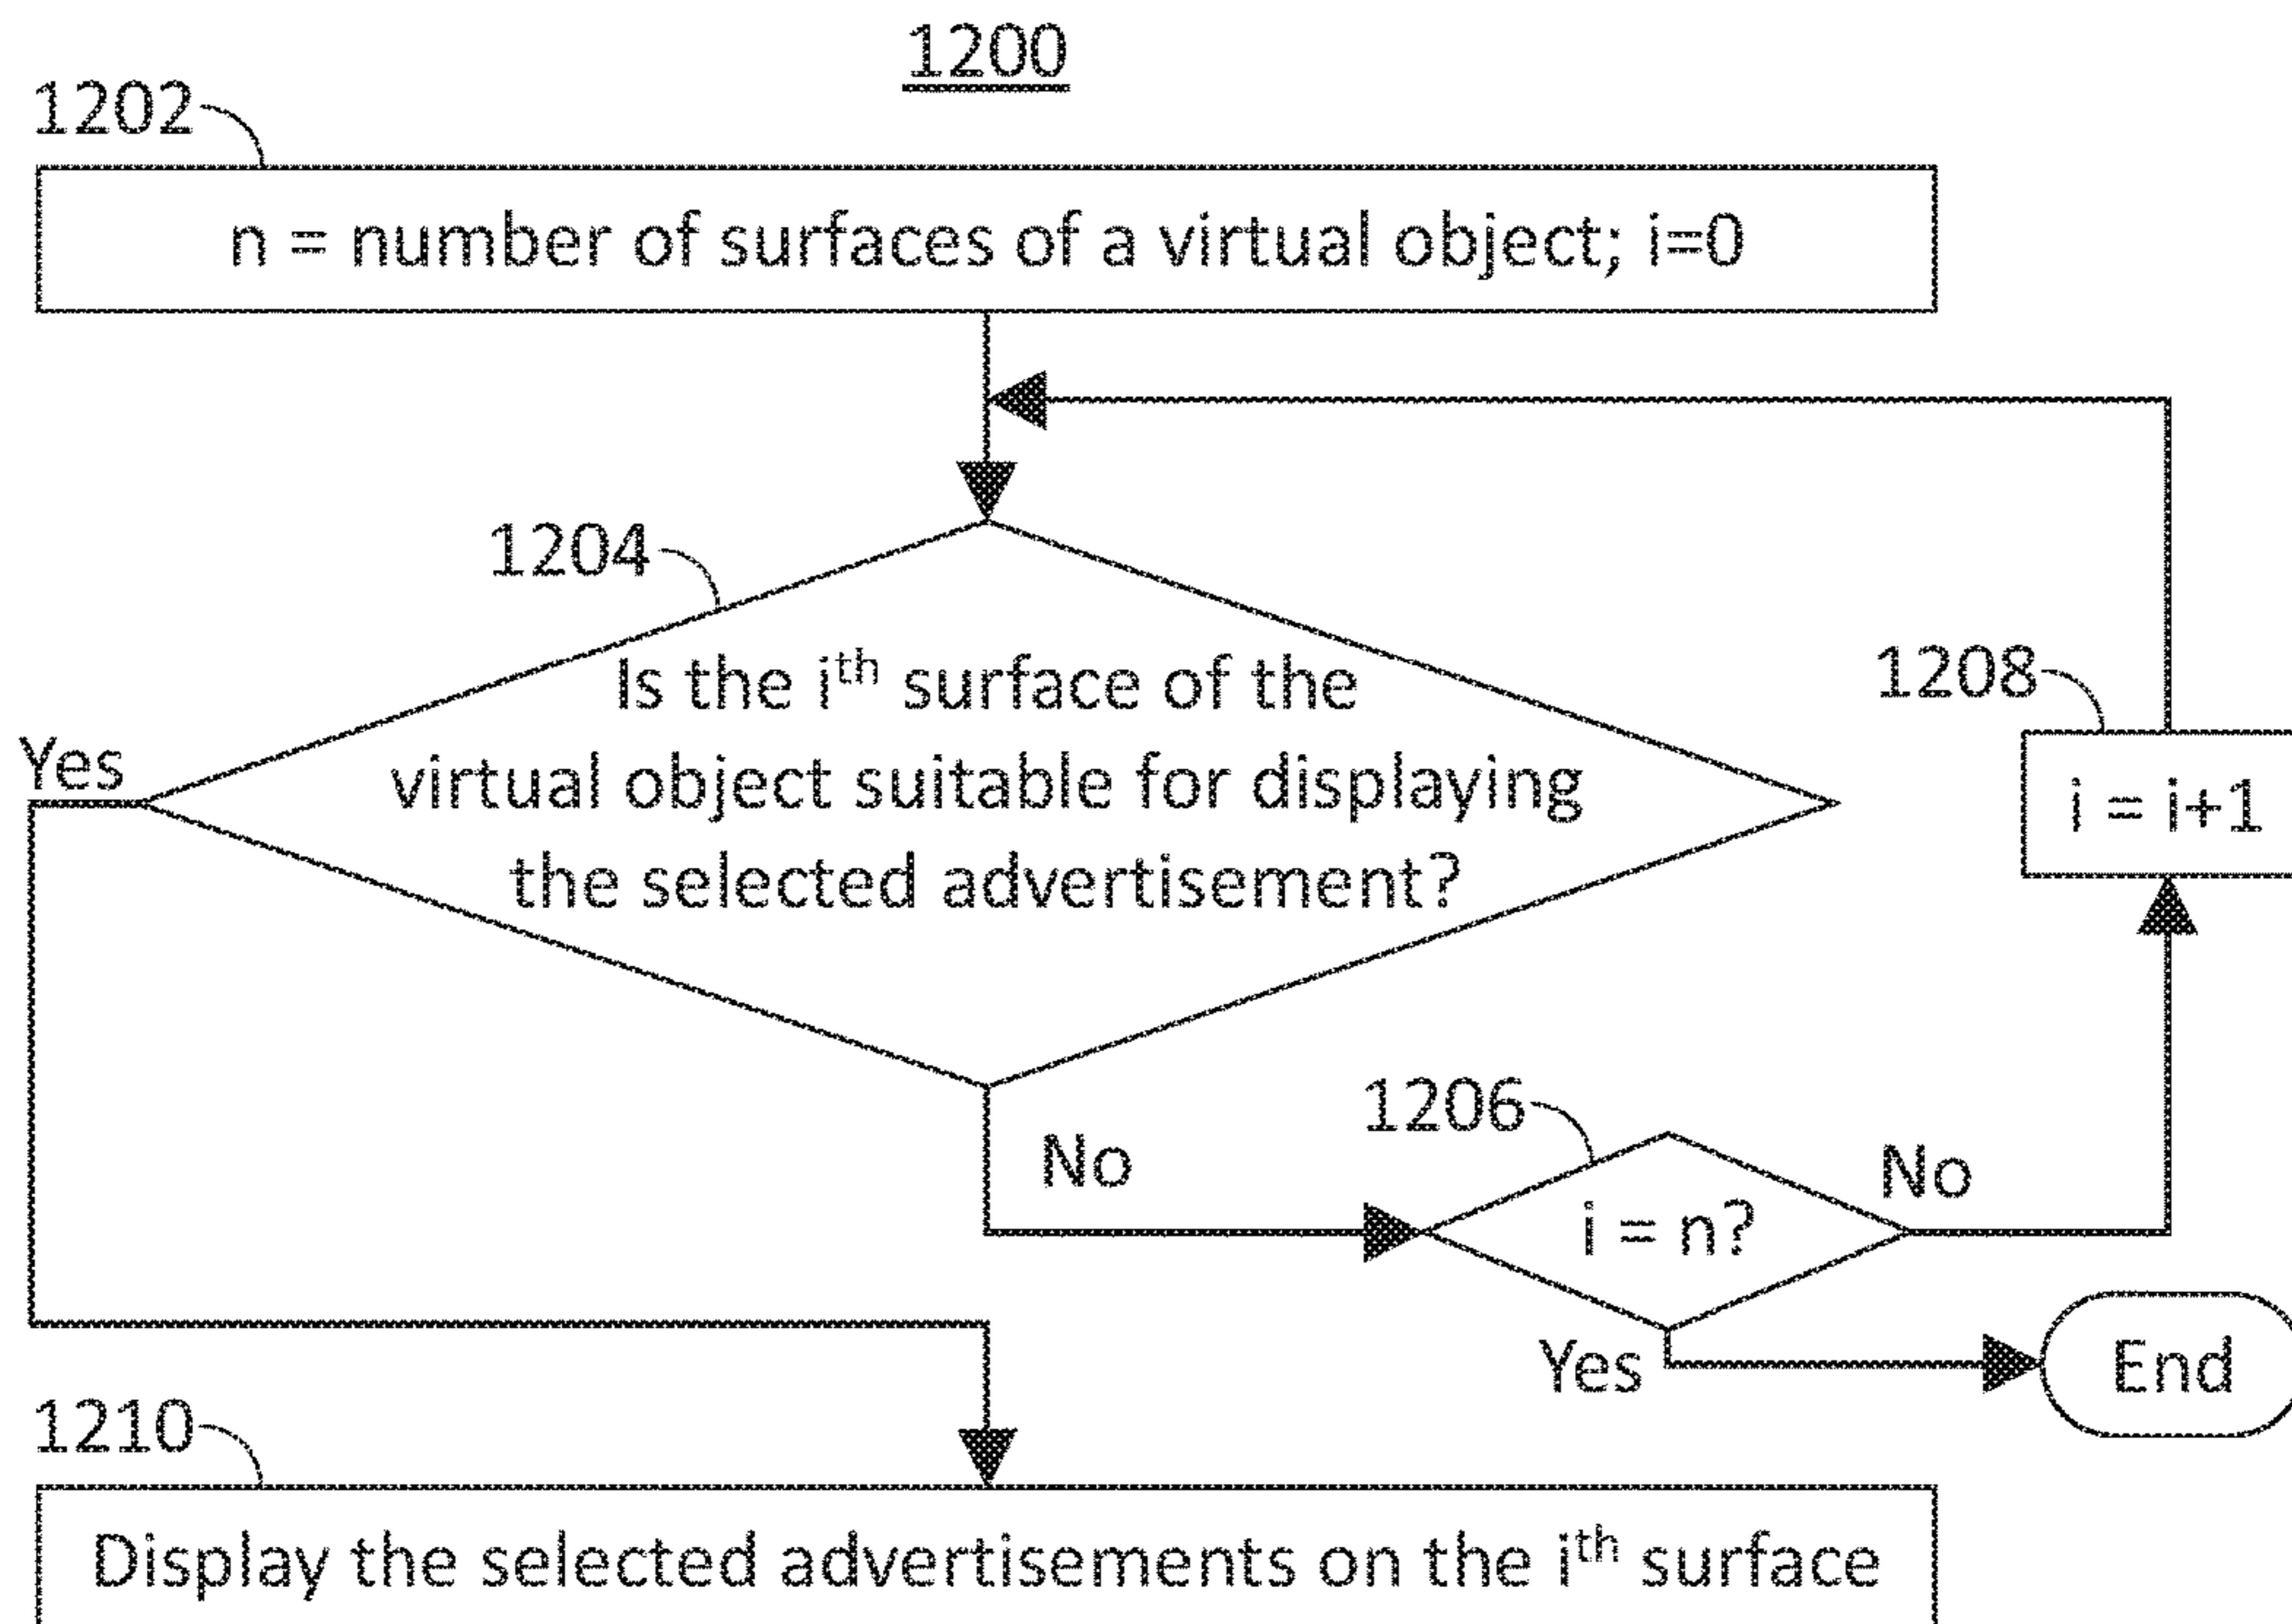 1200
1202
n = number of surfaces of a virtual object; i=0
1204
Is the ith surface of the
virtual object suitable for displaying
the selected advertisement?
Yes
1208
i = i+1
No
1206
i = n?
No
Yes
End
1210
Display the selected advertisements on the ith surface